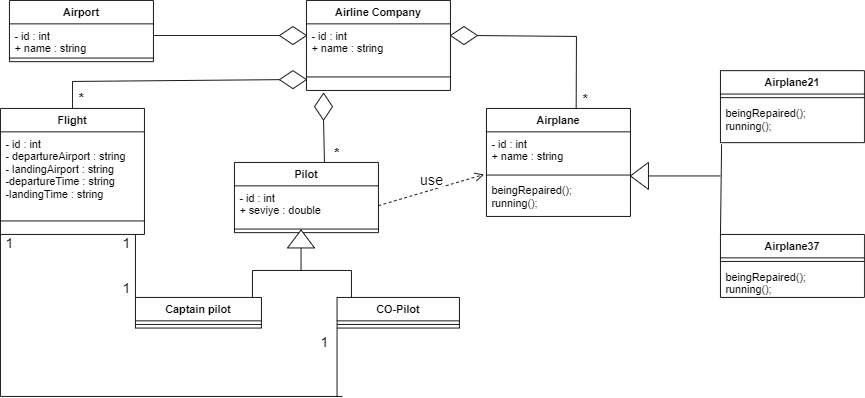 Airport
- id : int
+ name : string
Airline Company
- id : int
+ name : string
*
Flight
- id : int
- departureAirport : string
- landingAirport : string
-departureTime : string
-landingTime : string
*
Pilot
- id : int
+ seviye : double
use
*
Airplane
- id : int
+ name : string
beingRepaired();
running();
Airplane21
beingRepaired();
running();
Airplane37
beingRepaired();
running();
1
1
1
Captain pilot
CO-Pilot
1